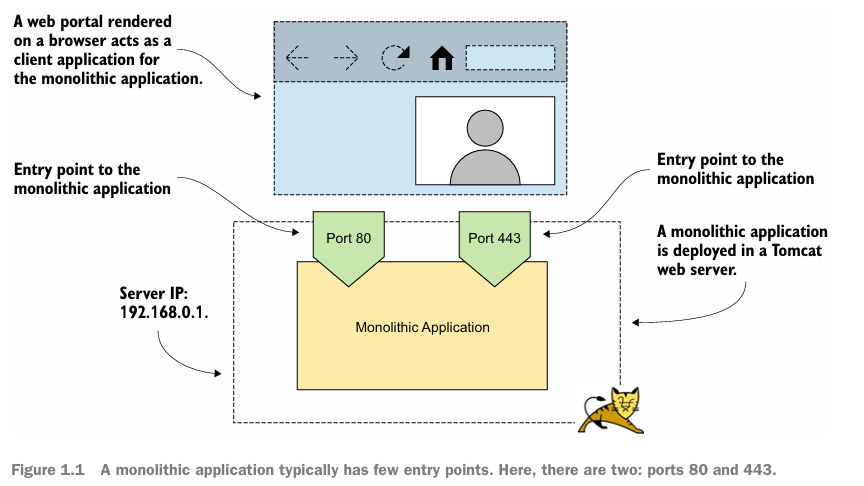 A web portal rendered
on a browser acts as a
client application for
the monolithic application.
Entry point to the
monolithic application
Entry point to the
monolithic application
Port 80
Port 443
A monolithic application
is deployed in a Tomcat
web server.
Server IP:
192.168.0.1.
Monolithic Application
Figure 1.1 A monolithic application typically has few entry points. Here, there are two: ports 80 and 443.